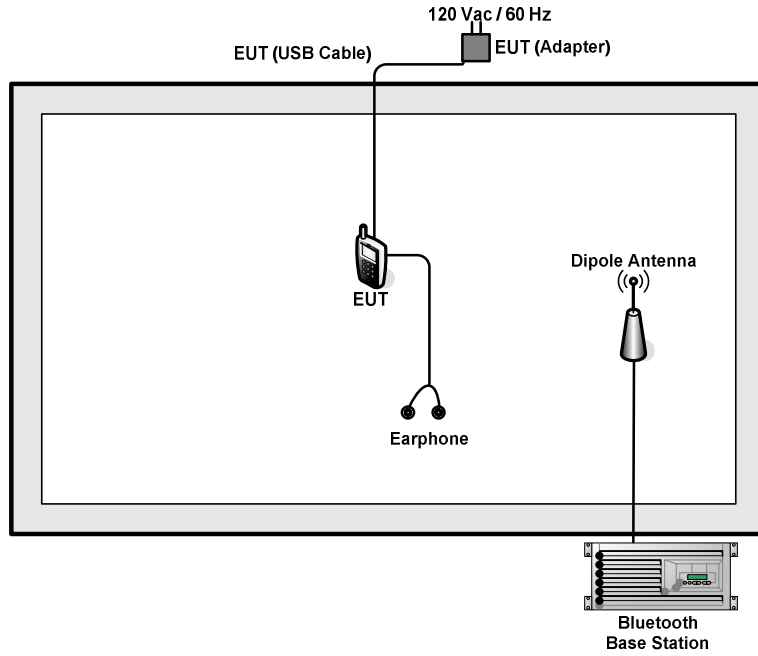 120 Vac / 60 Hz
EUT (USB Cable)
EUT (Adapter)
EUT
Dipole Antenna
Earphone
Bluetooth
Base Station